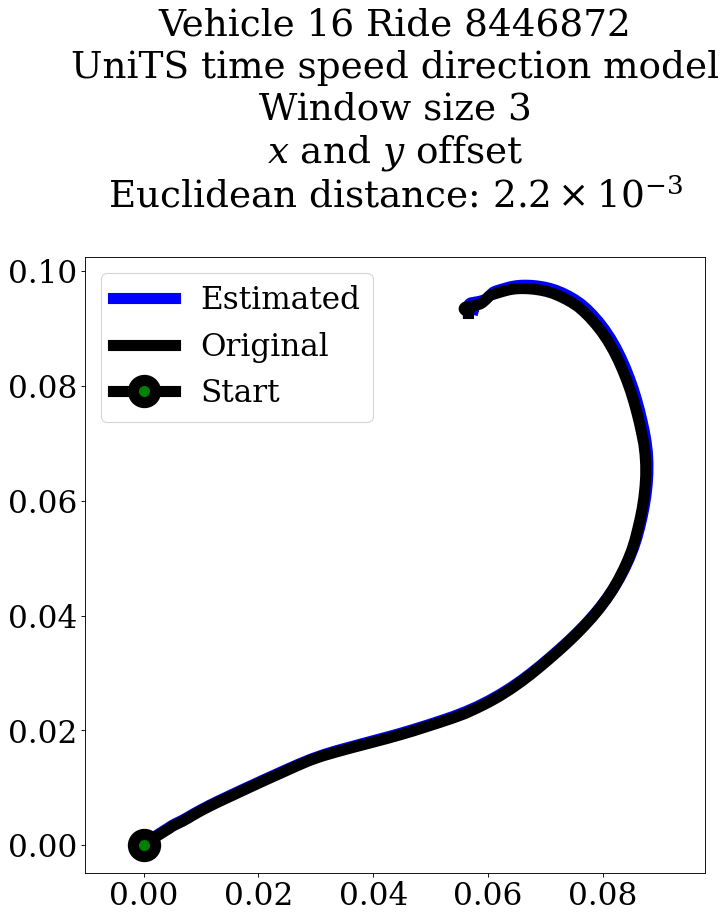 Vehicle 16 Ride 8446872
UniTS time speed direction model
Window size 3
x and y offset
Euclidean distance: 2.2 × 10⁻³
0.10
0.08
0.06
0.04
0.02
0.00
Estimated
Original
Start
0.00 0.02 0.04 0.06 0.08